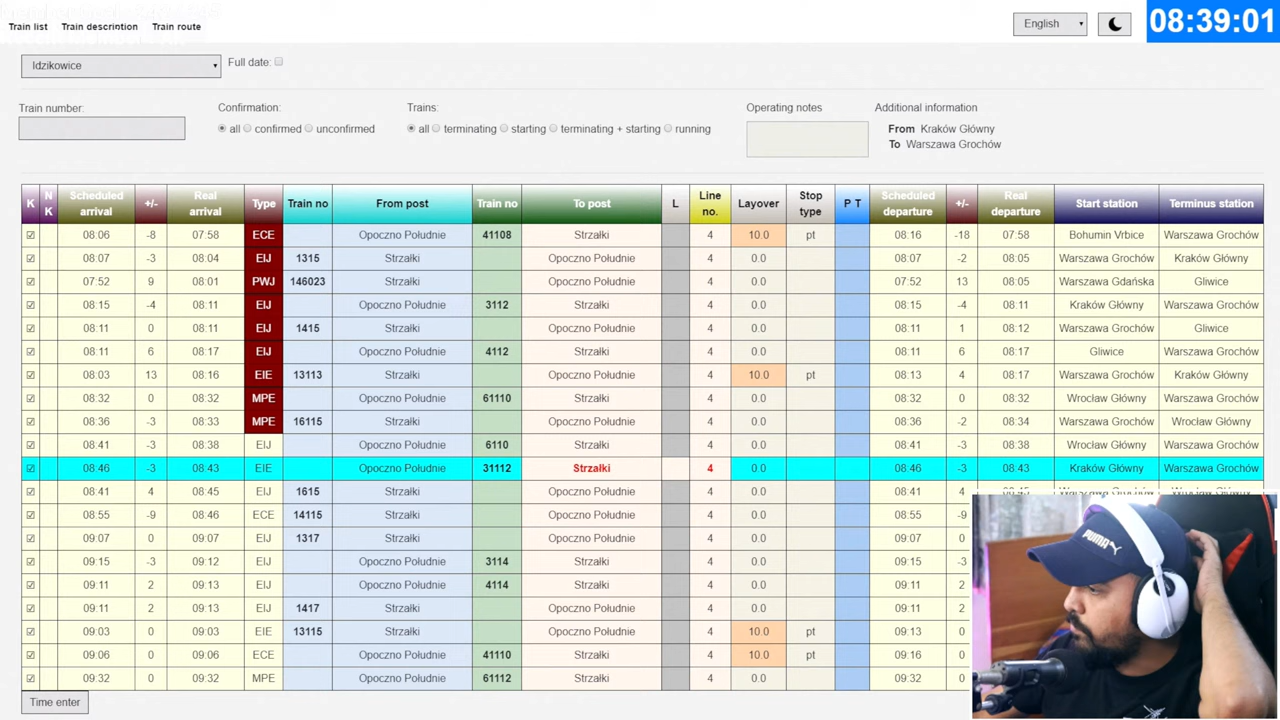 Train list Train description Train route English 08:39:01
Idzikowice Full date:
Train number: Confirmation: Trains: Operating notes Additional information
all confirmed unconfirmed all terminating starting terminating + starting running From Kraków Główny
To Warszawa Grochów
K N K Scheduled arrival +/- Real arrival Type Train no From post Train no To post L Line no. Layover Stop type P T Scheduled departure +/- Real departure Start station Terminus station
08:06 -8 07:58 ECE Opoczno Południe 41108 Strzałki 4 10.0 pt 08:16 -18 07:58 Bohumin Vrbice Warszawa Grochów
08:07 -3 08:04 EIJ 1315 Strzałki Opoczno Południe 4 0.0 08:07 -2 08:05 Warszawa Grochów Kraków Główny
07:52 9 08:01 PWJ 146023 Strzałki Opoczno Południe 4 0.0 07:52 13 08:05 Warszawa Gdańska Gliwice
08:15 -4 08:11 EIJ Opoczno Południe 3112 Strzałki 4 0.0 08:15 -4 08:11 Kraków Główny Warszawa Grochów
08:11 0 08:11 EIJ 1415 Strzałki Opoczno Południe 4 0.0 08:11 1 08:12 Warszawa Grochów Gliwice
08:11 6 08:17 EIJ Opoczno Południe 4112 Strzałki 4 0.0 08:11 6 08:17 Gliwice Warszawa Grochów
08:03 13 08:16 EIE 13113 Strzałki Opoczno Południe 4 10.0 pt 08:13 4 08:17 Warszawa Grochów Kraków Główny
08:32 0 08:32 MPE Opoczno Południe 61110 Strzałki 4 0.0 08:32 0 08:32 Wrocław Główny Warszawa Grochów
08:36 -3 08:33 MPE 16115 Strzałki Opoczno Południe 4 0.0 08:36 -2 08:34 Warszawa Grochów Wrocław Główny
08:41 -3 08:38 EIJ Opoczno Południe 6110 Strzałki 4 0.0 08:41 -3 08:38 Wrocław Główny Warszawa Grochów
08:46 -3 08:43 EIE Opoczno Południe 31112 Strzałki 4 0.0 08:46 -3 08:43 Kraków Główny Warszawa Grochów
08:41 4 08:45 EIJ 1615 Strzałki Opoczno Południe 4 0.0 08:41 4
08:55 -9 08:46 ECE 14115 Strzałki Opoczno Południe 4 0.0 08:55 -9
09:07 0 09:07 EIJ 1317 Strzałki Opoczno Południe 4 0.0 09:07 0
09:15 -3 09:12 EIJ Opoczno Południe 3114 Strzałki 4 0.0 09:15 -3
09:11 2 09:13 EIJ Opoczno Południe 4114 Strzałki 4 0.0 09:11 2
09:11 2 09:13 EIJ 1417 Strzałki Opoczno Południe 4 0.0 09:11 2
09:03 0 09:03 EIE 13115 Strzałki Opoczno Południe 4 10.0 pt 09:13 0
09:06 0 09:06 ECE Opoczno Południe 41110 Strzałki 4 10.0 pt 09:16 0
09:32 0 09:32 MPE Opoczno Południe 61112 Strzałki 4 0.0 09:32 0
Time enter
PUMA